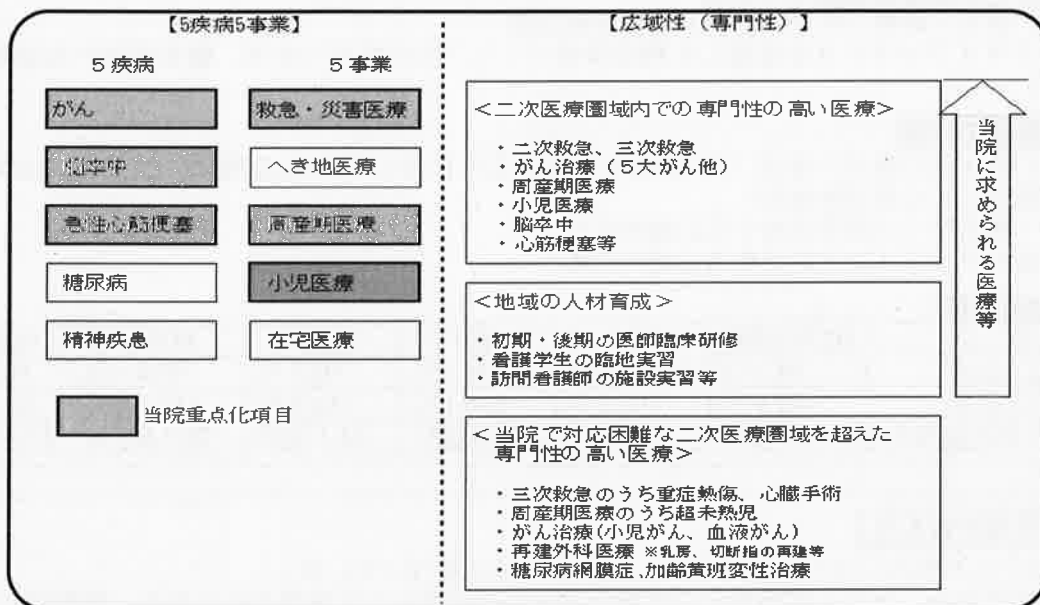 【5疾病5事業】
5疾病
5事業
がん
救急・災害医療
脳卒中
へき地医療
急性心筋梗塞
周産期医療
糖尿病
小児医療
精神疾患
在宅医療
当院重点化項目
【広域性（専門性）】
＜二次医療圏域内での専門性の高い医療＞
・二次救急、三次救急
・がん治療（5大がん他）
・周産期医療
・小児医療
・脳卒中
・心筋梗塞等
＜地域の人材育成＞
・初期・後期の医師臨床研修
・看護学生の臨地実習
・訪問看護師の施設実習等
＜当院で対応困難な二次医療圏域を超えた
専門性の高い医療＞
・三次救急のうち重症熱傷、心臓手術
・周産期医療のうち超未熟児
・がん治療(小児がん、血液がん)
・再建外科医療 ※乳房、切断指の再建等
・糖尿病網膜症、加齢黄斑変性治療
当院に求められる医療等